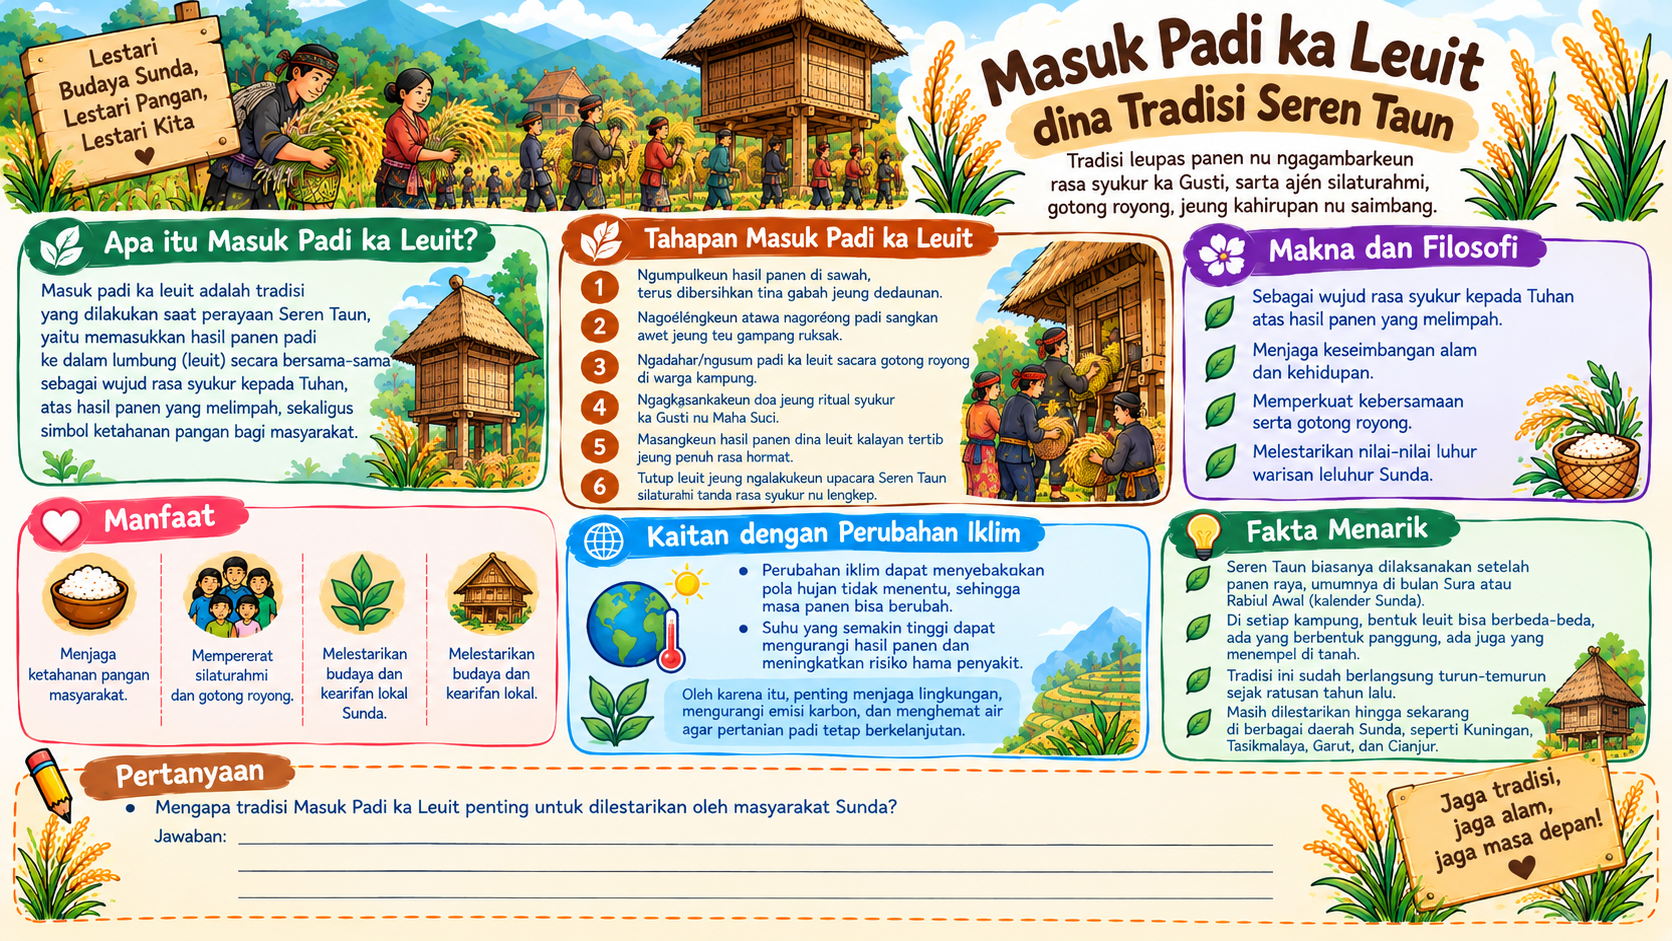 Lestari
Budaya Sunda,
Lestari Pangan,
Lestari Kita
Masuk Padi ka Leuit
dina Tradisi Seren Taun
Tradisi leupas panen nu ngagambarkeun
rasa syukur ka Gusti, sarta ajén silaturahmi,
gotong royong, jeung kahirupan nu saimbang.
Apa itu Masuk Padi ka Leuit?
Masuk padi ka leuit adalah tradisi
yang dilakukan saat perayaan Seren Taun,
yaitu memasukkan hasil panen padi
ke dalam lumbung (leuit) secara bersama-sama
sebagai wujud rasa syukur kepada Tuhan,
atas hasil panen yang melimpah, sekaligus
simbol ketahanan pangan bagi masyarakat.
Tahapan Masuk Padi ka Leuit
1
Ngumpulkeun hasil panen di sawah,
terus dibersihkan tina gabah jeung dedaunan.
2
Nagoéléngkeun atawa nagoréong padi sangkan
awet jeung teu gampang ruksak.
3
Ngadahar/ngusum padi ka leuit sacara gotong royong
di warga kampung.
4
Ngagkasankakeun doa jeung ritual syukur
ka Gusti nu Maha Suci.
5
Masangkeun hasil panen dina leuit kalayan tertib
jeung penuh rasa hormat.
6
Tutup leuit jeung ngalakukeun upacara Seren Taun
silaturahi tanda rasa syukur nu lengkep.
Makna dan Filosofi
Sebagai wujud rasa syukur kepada Tuhan
atas hasil panen yang melimpah.
Menjaga keseimbangan alam
dan kehidupan.
Memperkuat kebersamaan
serta gotong royong.
Melestarikan nilai-nilai luhur
warisan leluhur Sunda.
Manfaat
Menjaga
ketahanan pangan
masyarakat.
Mempererat
silaturahmi
dan gotong royong.
Melestarikan
budaya dan
kearifan lokal
Sunda.
Melestarikan
budaya dan
kearifan lokal.
Kaitan dengan Perubahan Iklim
• Perubahan iklim dapat menyebakakan
pola hujan tidak menentu, sehingga
masa panen bisa berubah.
• Suhu yang semakin tinggi dapat
mengurangi hasil panen dan
meningkatkan risiko hama penyakit.
Oleh karena itu, penting menjaga lingkungan,
mengurangi emisi karbon, dan menghemat air
agar pertanian padi tetap berkelanjutan.
Fakta Menarik
Seren Taun biasanya dilaksanakan setelah
panen raya, umumnya di bulan Sura atau
Rabiul Awal (kalender Sunda).
Di setiap kampung, bentuk leuit bisa berbeda-beda,
ada yang berbentuk panggung, ada juga yang
menempel di tanah.
Tradisi ini sudah berlangsung turun-temurun
sejak ratusan tahun lalu.
Masih dilestarikan hingga sekarang
di berbagai daerah Sunda, seperti Kuningan,
Tasikmalaya, Garut, dan Cianjur.
Pertanyaan
• Mengapa tradisi Masuk Padi ka Leuit penting untuk dilestarikan oleh masyarakat Sunda?
Jawaban:
Jaga tradisi,
jaga alam,
jaga masa depan!